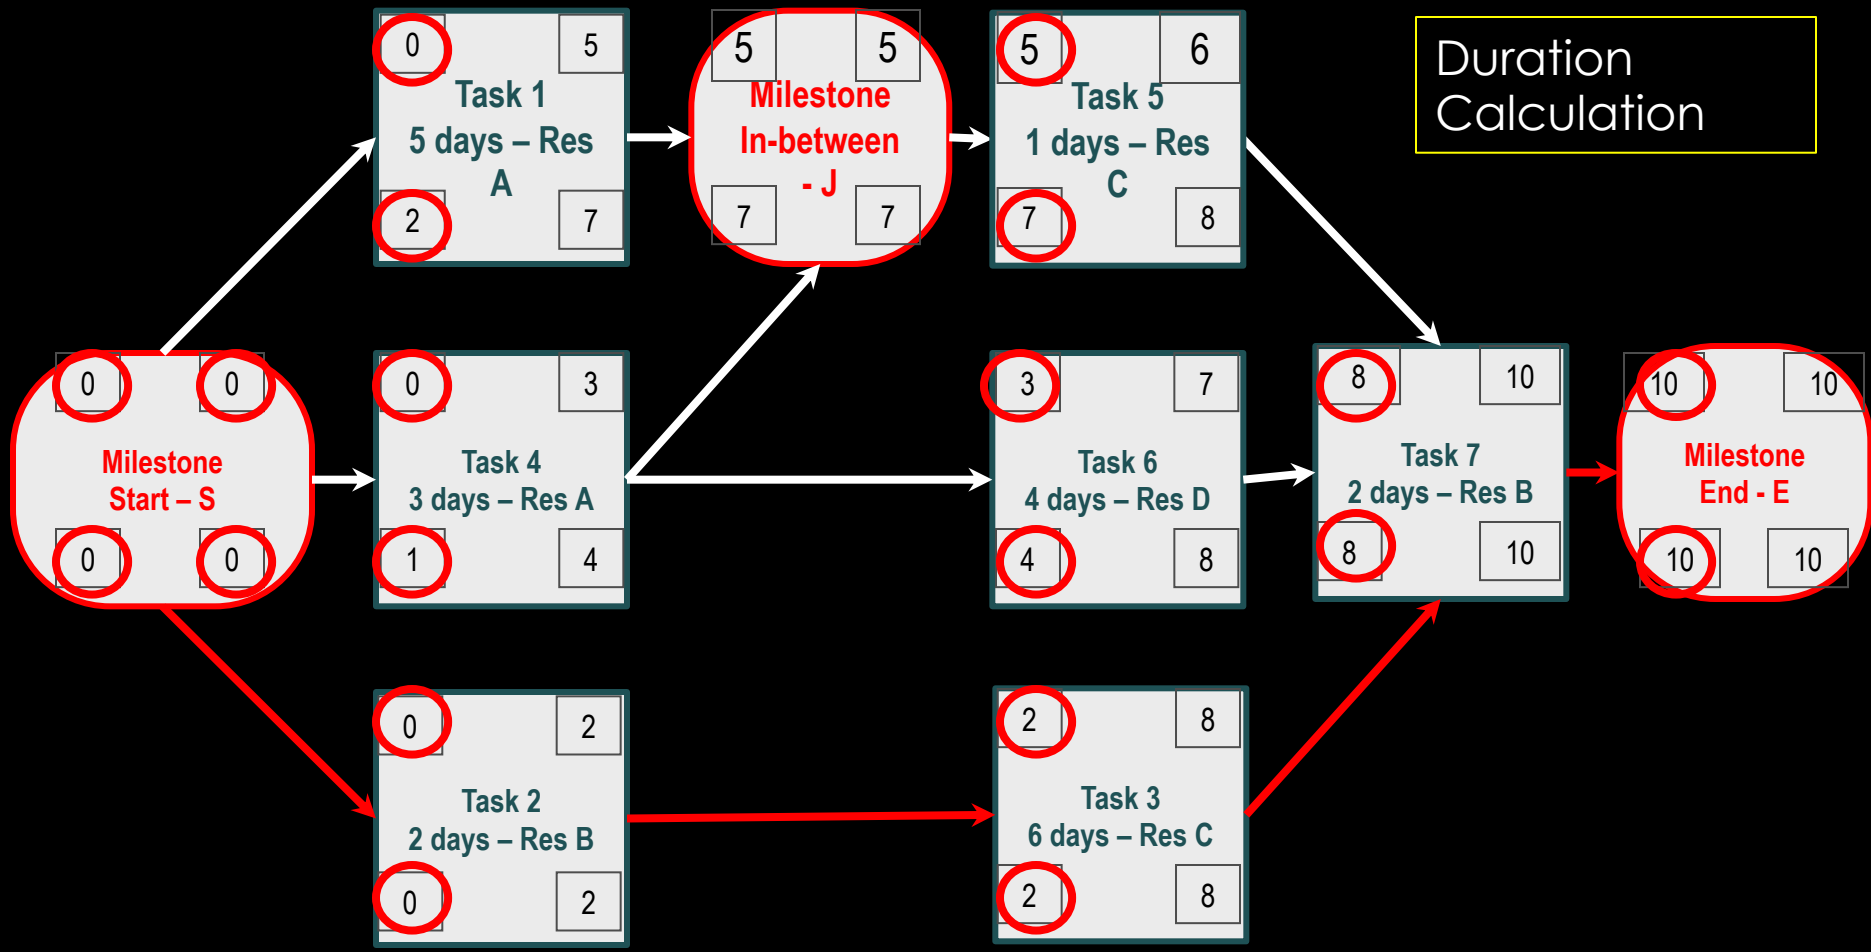 0 5
Task 1
5 days – Res
A
2 7
5 5
Milestone
In-between
- J
7 7
5 6
Task 5
1 days – Res
C
7 8
Duration
Calculation
0 0
Milestone
Start – S
0 0
0 3
Task 4
3 days – Res A
1 4
3 7
Task 6
4 days – Res D
4 8
8 10
Task 7
2 days – Res B
8 10
10 10
Milestone
End - E
10 10
0 2
Task 2
2 days – Res B
0 2
2 8
Task 3
6 days – Res C
2 8